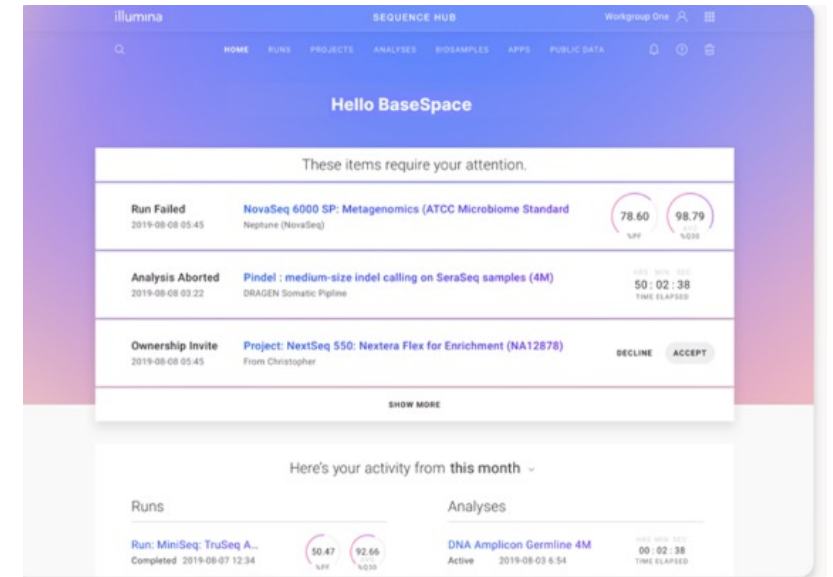 illumina
SEQUENCE HUB
Workgroup One
HOME RUNS PROJECTS ANALYSES BIOSAMPLES APPS PUBLIC DATA
Hello BaseSpace
These items require your attention.
Run Failed
2019-08-08 05:45
NovaSeq 6000 SP: Metagenomics (ATCC Microbiome Standard
Neptune (NovaSeq)
78.60
%PF
98.79
AVG
%Q30
Analysis Aborted
2019-08-08 03:22
Pindel : medium-size indel calling on SeraSeq samples (4M)
DRAGEN Somatic Pipline
HRS MIN SEC
50 : 02 : 38
TIME ELAPSED
Ownership Invite
2019-08-08 05:45
Project: NextSeq 550: Nextera Flex for Enrichment (NA12878)
From Christopher
DECLINE
ACCEPT
SHOW MORE
Here's your activity from this month
Runs
Run: MiniSeq: TruSeq A...
Completed 2019-08-07 12:34
50.47
%PF
92.66
AVG
%Q30
Analyses
DNA Amplicon Germline 4M
Active 2019-08-03 6:54
HRS MIN SEC
00 : 02 : 38
TIME ELAPSED